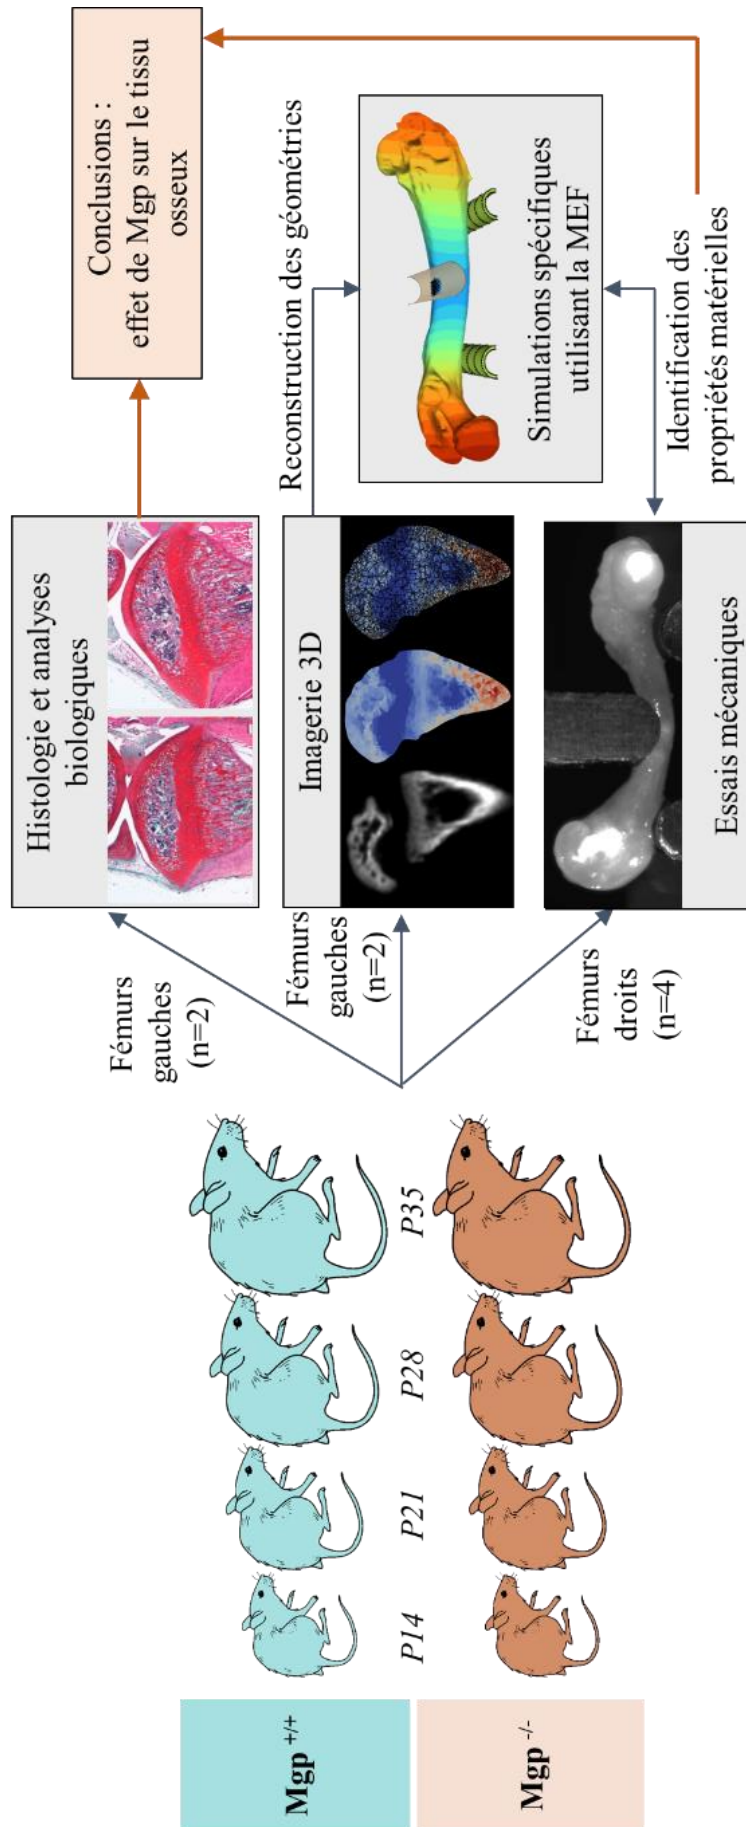 Mgp +/+
Mgp -/-
P14
P21
P28
P35
Fémurs
gauches
(n=2)
Fémurs
gauches
(n=2)
Fémurs
droits
(n=4)
Histologie et analyses
biologiques
Imagerie 3D
Essais mécaniques
Reconstruction des géométries
Simulations spécifiques
utilisant la MEF
Identification des
propriétés matérielles
Conclusions :
effet de Mgp sur le tissu
osseux